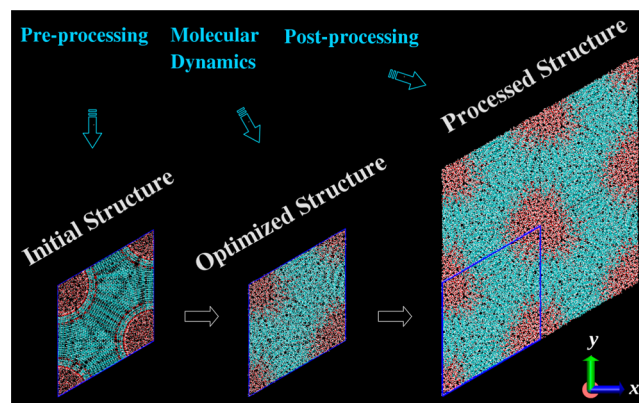 Pre-processing
Molecular
Dynamics
Post-processing
Initial Structure
Optimized Structure
Processed Structure
y
x